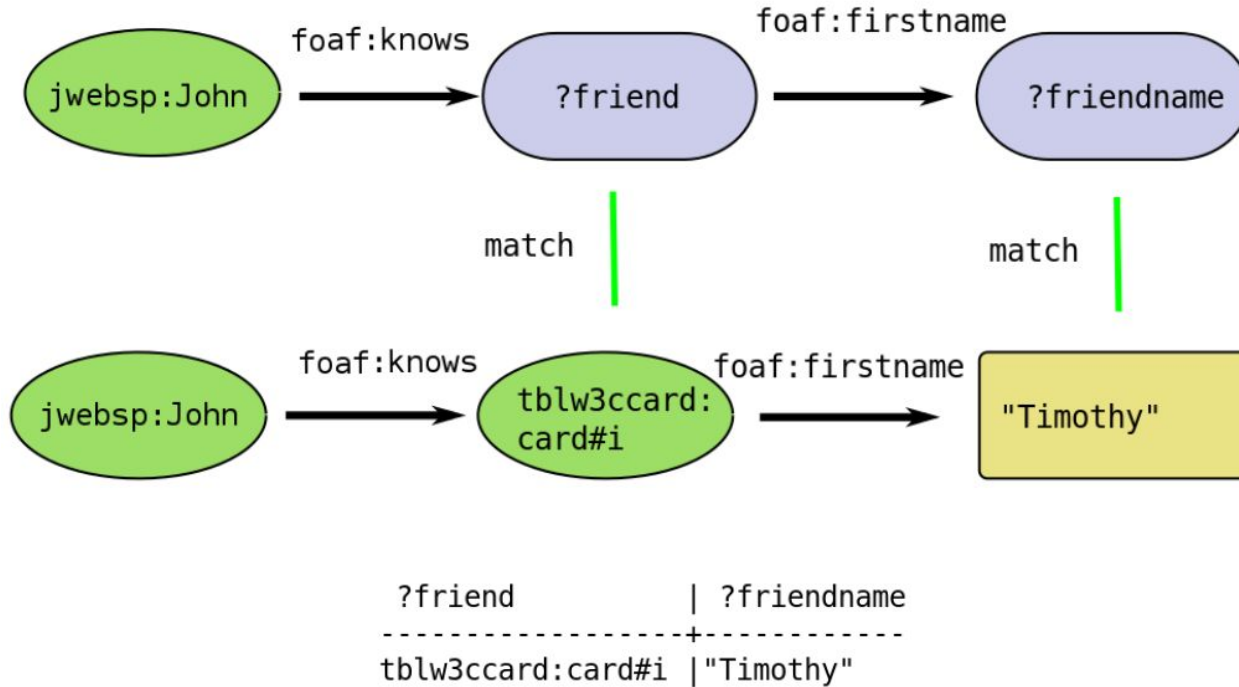 foaf:knows
foaf:firstname
jwebsp:John
?friend
?friendname
match
match
foaf:knows
foaf:firstname
jwebsp:John
tblw3ccard:
card#i
"Timothy"
?friend | ?friendname
------------------+------------
tblw3ccard:card#i |"Timothy"